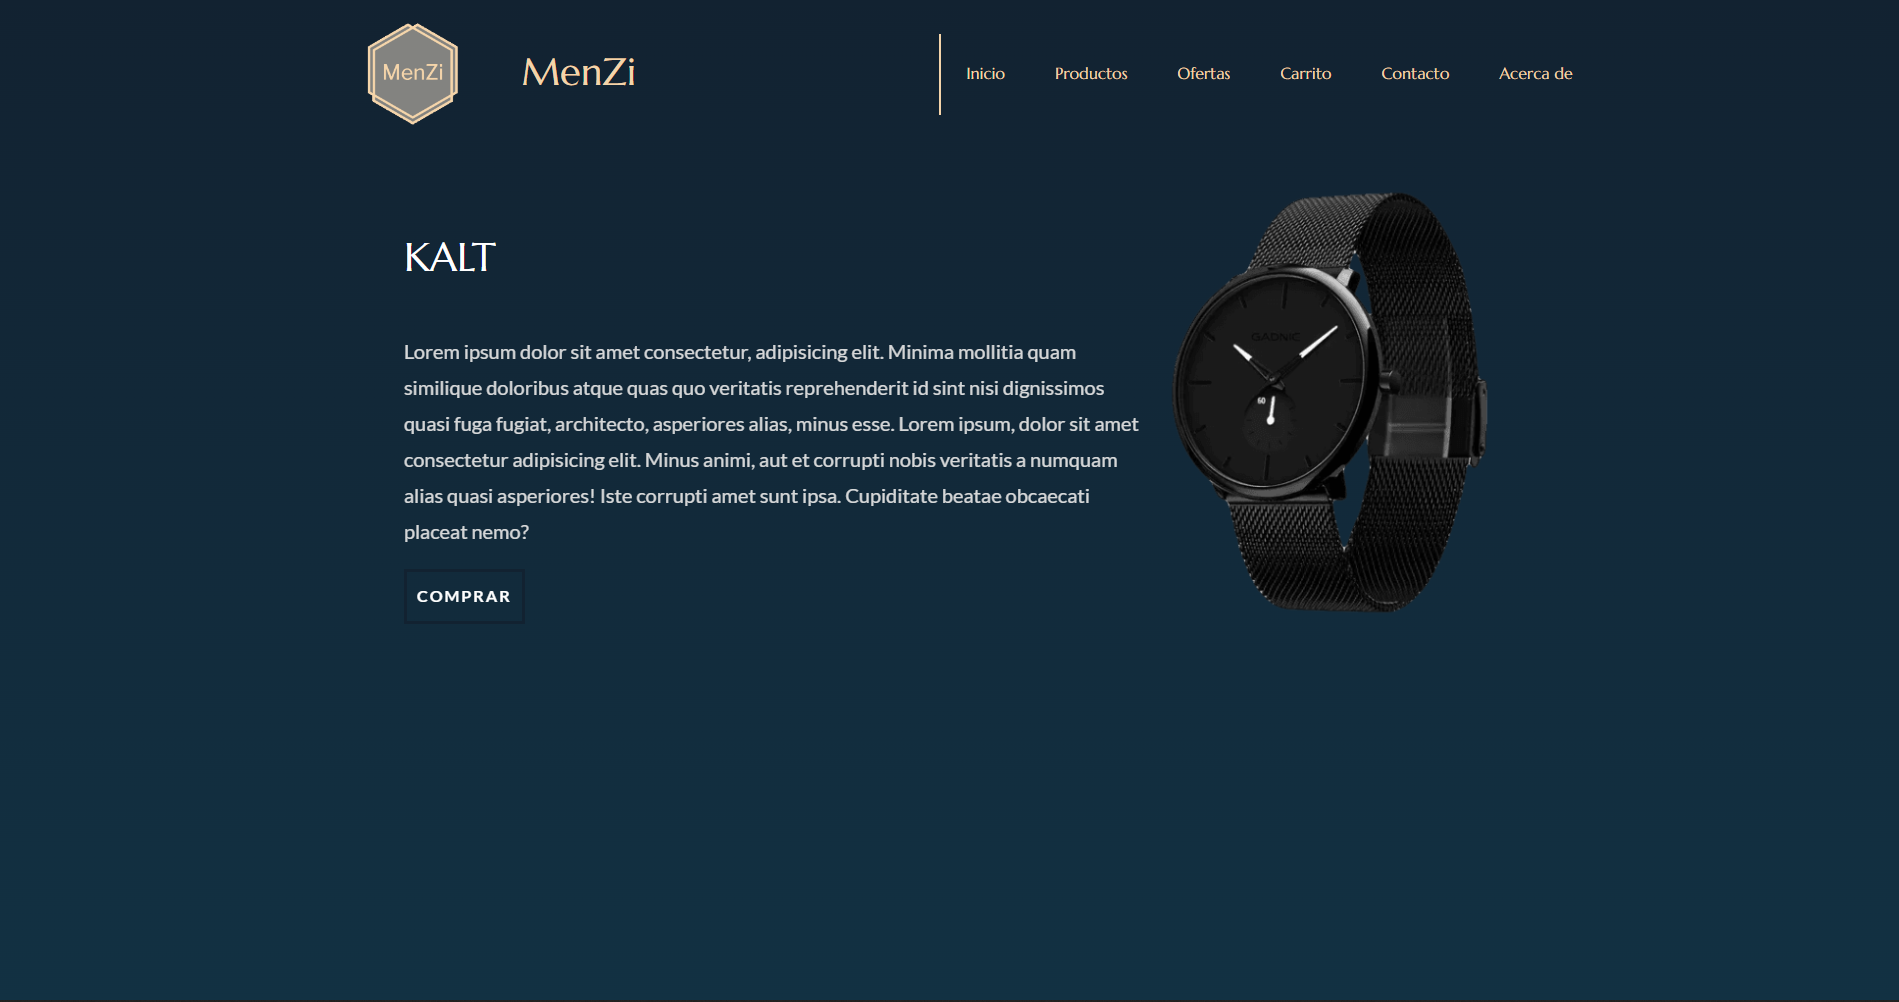 MenZi
MenZi
Inicio Productos Ofertas Carrito Contacto Acerca de
KALT
Lorem ipsum dolor sit amet consectetur, adipisicing elit. Minima mollitia quam
similique doloribus atque quas quo veritatis reprehenderit id sint nisi dignissimos
quasi fuga fugiat, architecto, asperiores alias, minus esse. Lorem ipsum, dolor sit amet
consectetur adipisicing elit. Minus animi, aut et corrupti nobis veritatis a numquam
alias quasi asperiores! Iste corrupti amet sunt ipsa. Cupiditate beatae obcaecati
placeat nemo?
COMPRAR
GADNIC
60